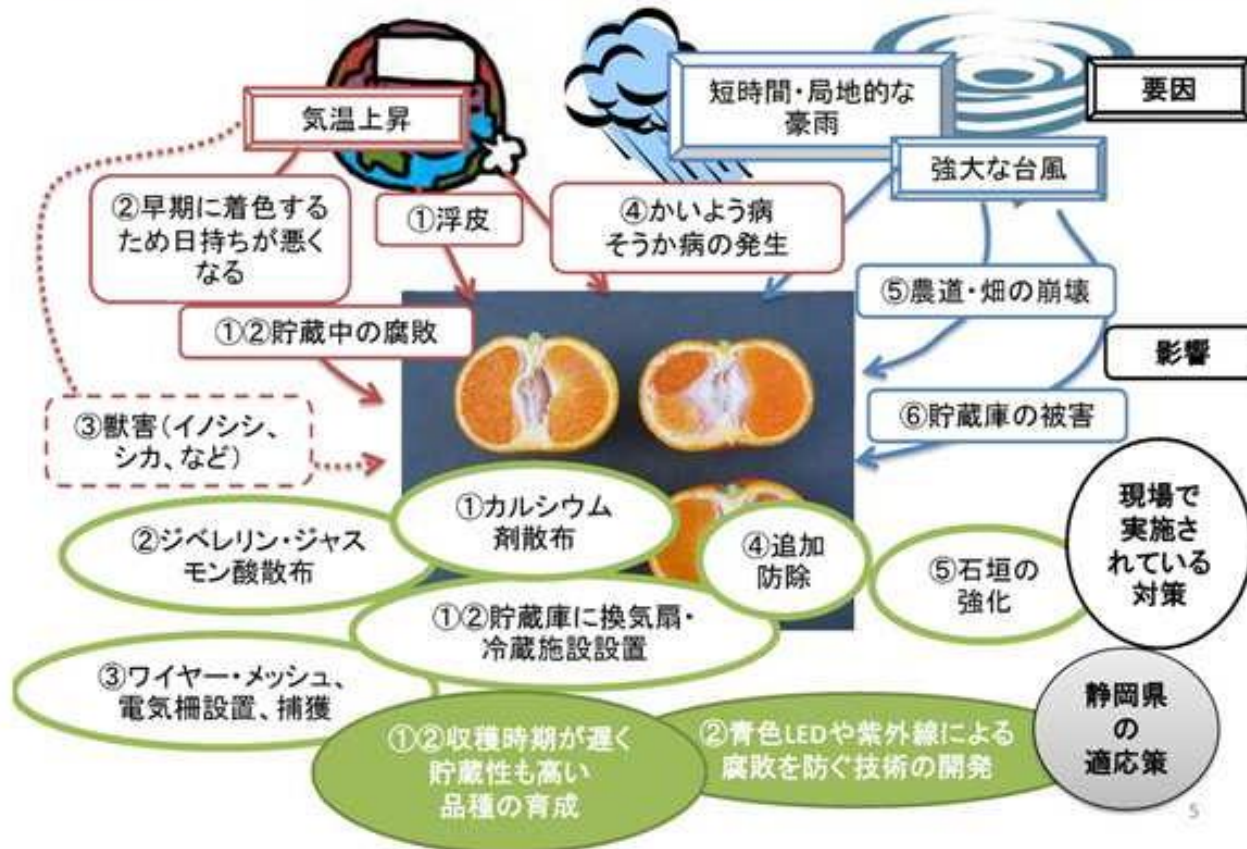 気温上昇
短時間・局地的な
豪雨
要因
強大な台風
②早期に着色する
ため日持ちが悪く
なる
①浮皮
④かいよう病
そうか病の発生
⑤農道・畑の崩壊
①②貯蔵中の腐敗
影響
③獣害(イノシシ、
シカ、など)
⑥貯蔵庫の被害
①カルシウム
剤散布
②ジベレリン・ジャス
モン酸散布
④追加
防除
⑤石垣の
強化
現場で
実施さ
れている
対策
①②貯蔵庫に換気扇・
冷蔵施設設置
③ワイヤー・メッシュ、
電気柵設置、捕獲
①②収穫時期が遅く
貯蔵性も高い
品種の育成
②青色LEDや紫外線による
腐敗を防ぐ技術の開発
静岡県
の
適応策
5